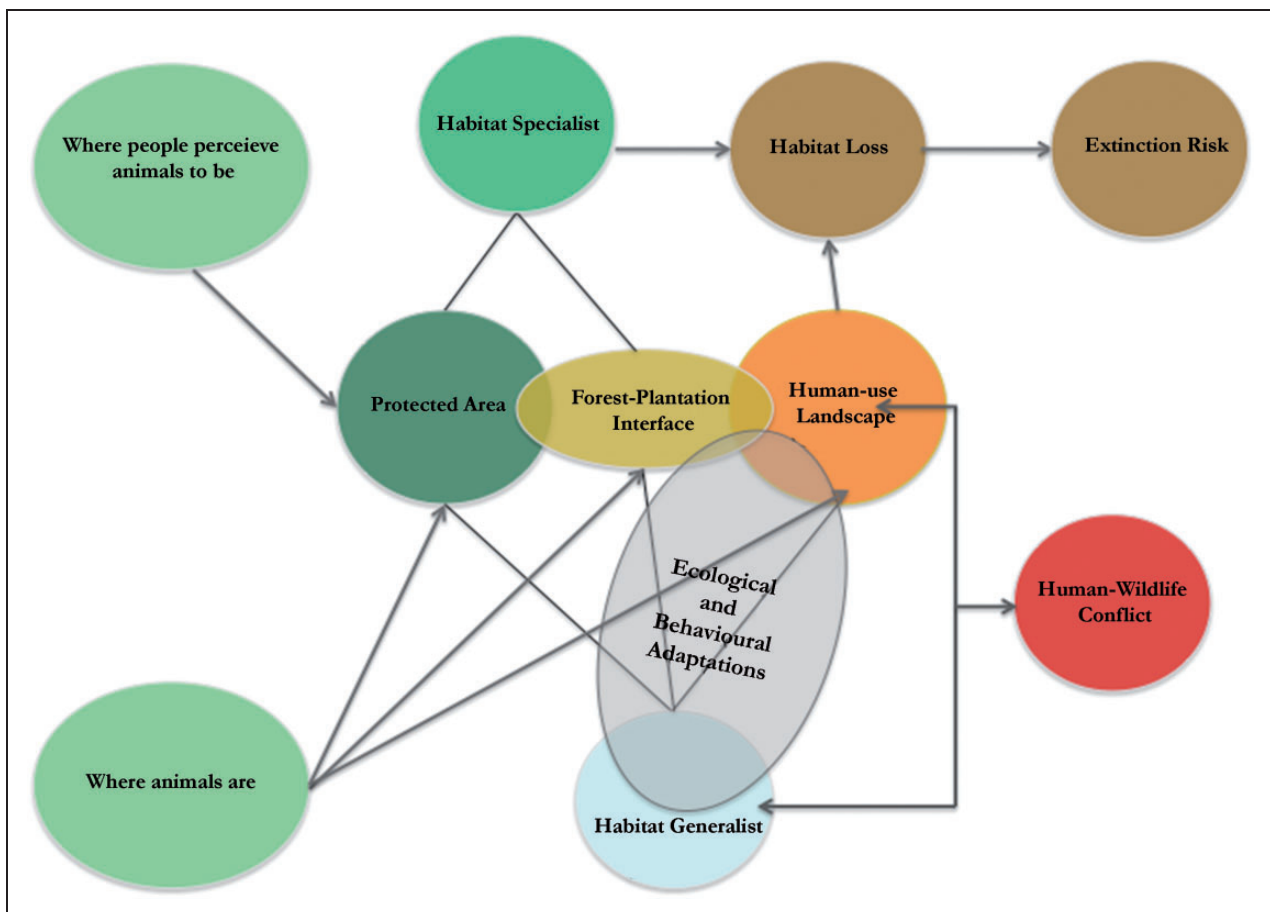 Habitat Specialist
Where people perceieve
animals to be
Habitat Loss
Extinction Risk
Protected Area
Forest-Plantation
Interface
Human-use
Landscape
Ecological
and
Behavioural
Adaptations
Human-Wildlife
Conflict
Where animals are
Habitat Generalist